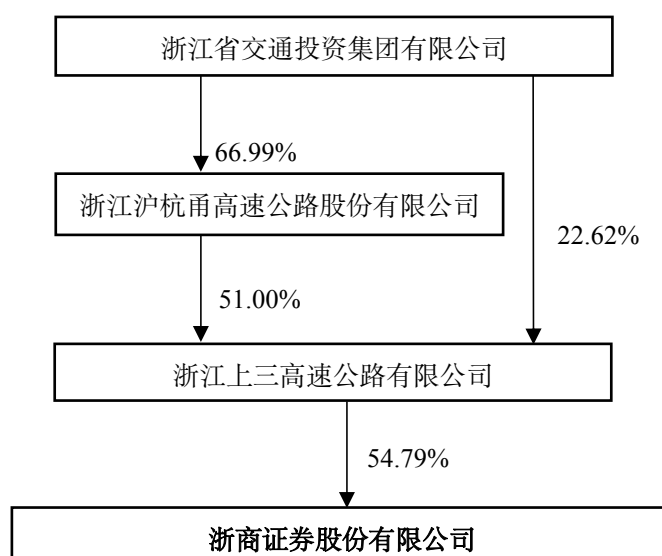 浙江省交通投资集团有限公司
66.99%
浙江沪杭甬高速公路股份有限公司
22.62%
51.00%
浙江上三高速公路有限公司
54.79%
浙商证券股份有限公司